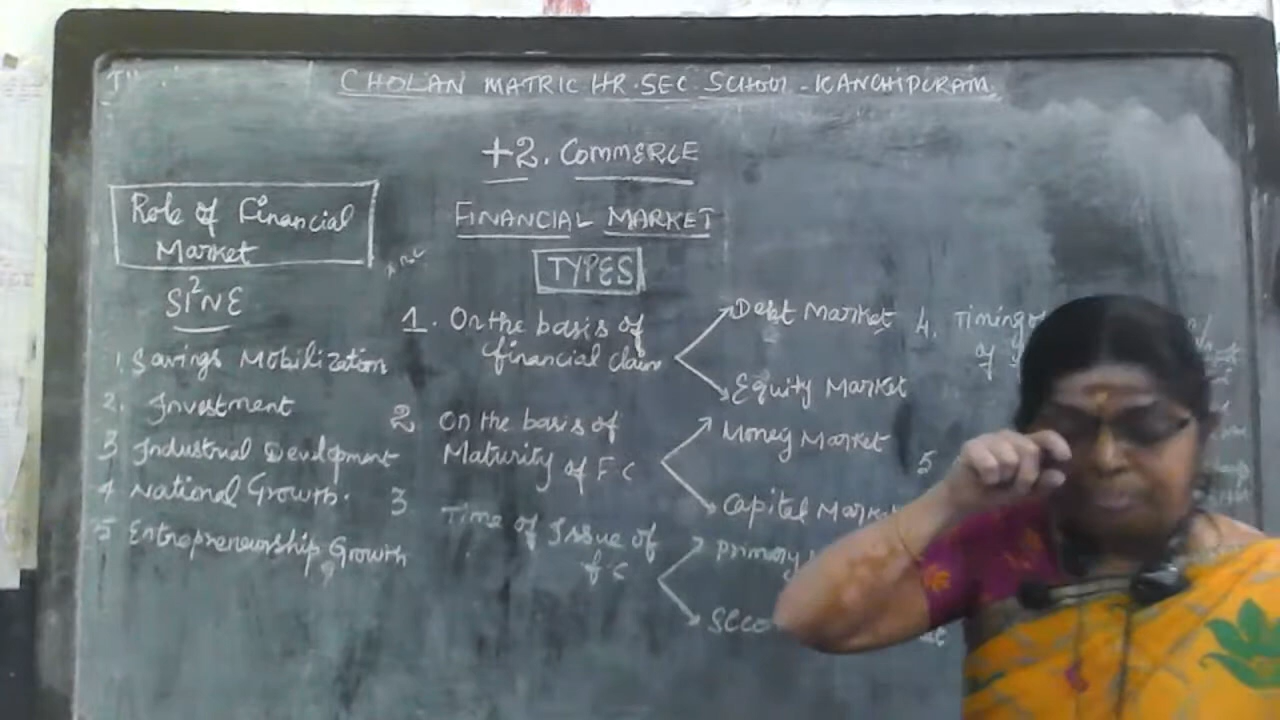 CHOLAN MATRIC HR. SEC. SCHOOL - KANCHIPURAM.
+2. COMMERCE
FINANCIAL MARKET
TYPES
Role of Financial
Market
SI²NE
1. Savings Mobilization
2. Investment
3 Industrial Development
4 National Growth.
5 Entrepreneurship Growth
1. On the basis of
financial claim
Debt Market
Equity Market
2 On the basis of
Maturity of F C
Money Market
Capital Market
3 Time of Issue of
f c
Primary
4. Timing of
of
5